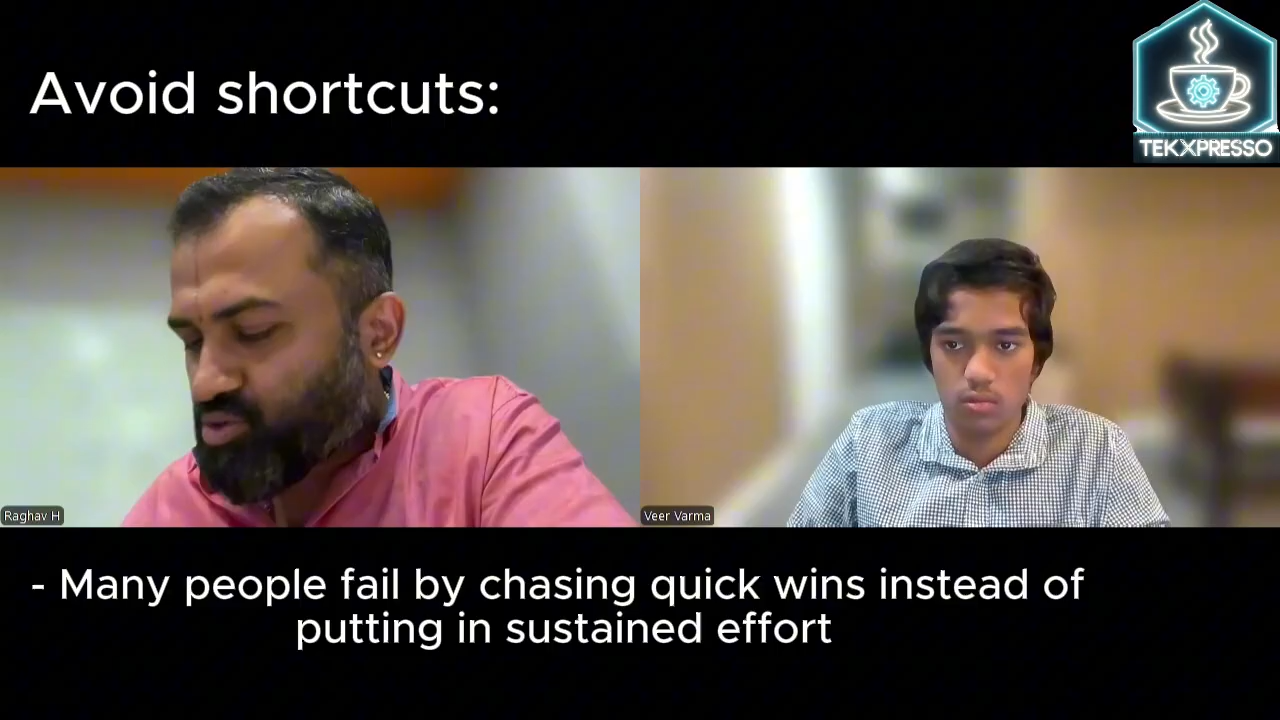 Avoid shortcuts:
TEKXPRESSO
Raghav H
Veer Varma
- Many people fail by chasing quick wins instead of
putting in sustained effort